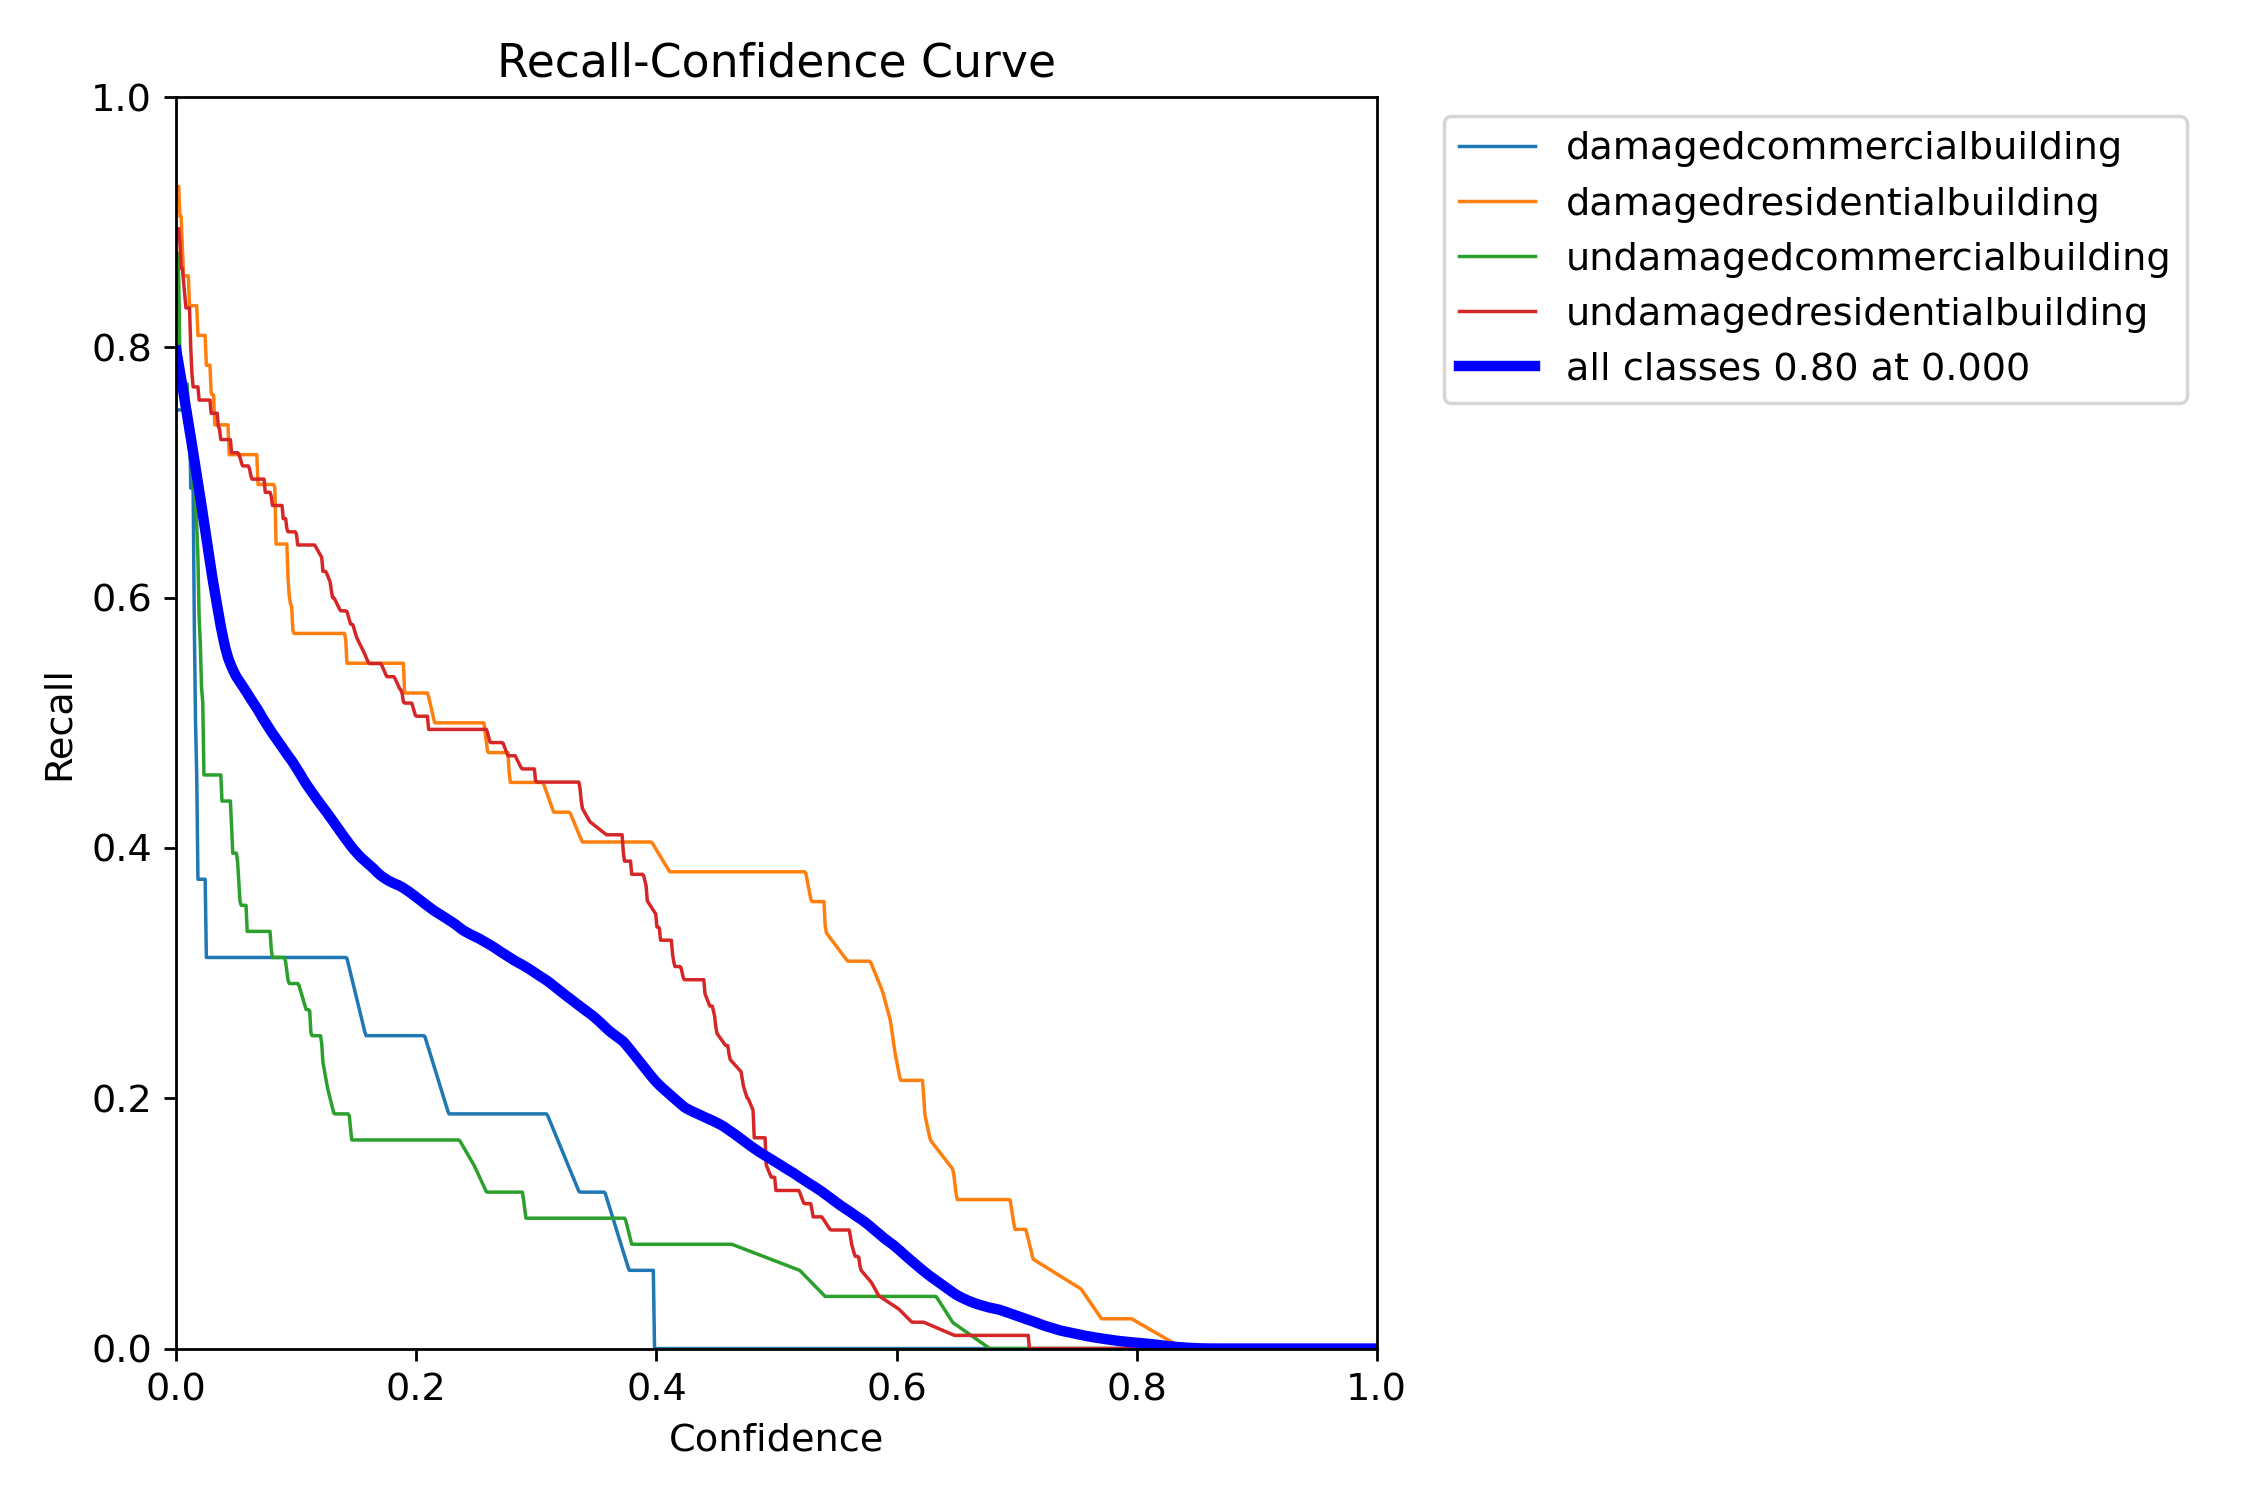 Recall-Confidence Curve
1.0
0.8
0.6
0.4
0.2
0.0
Recall
0.0 0.2 0.4 0.6 0.8 1.0
Confidence
damagedcommercialbuilding
damagedresidentialbuilding
undamagedcommercialbuilding
undamagedresidentialbuilding
all classes 0.80 at 0.000